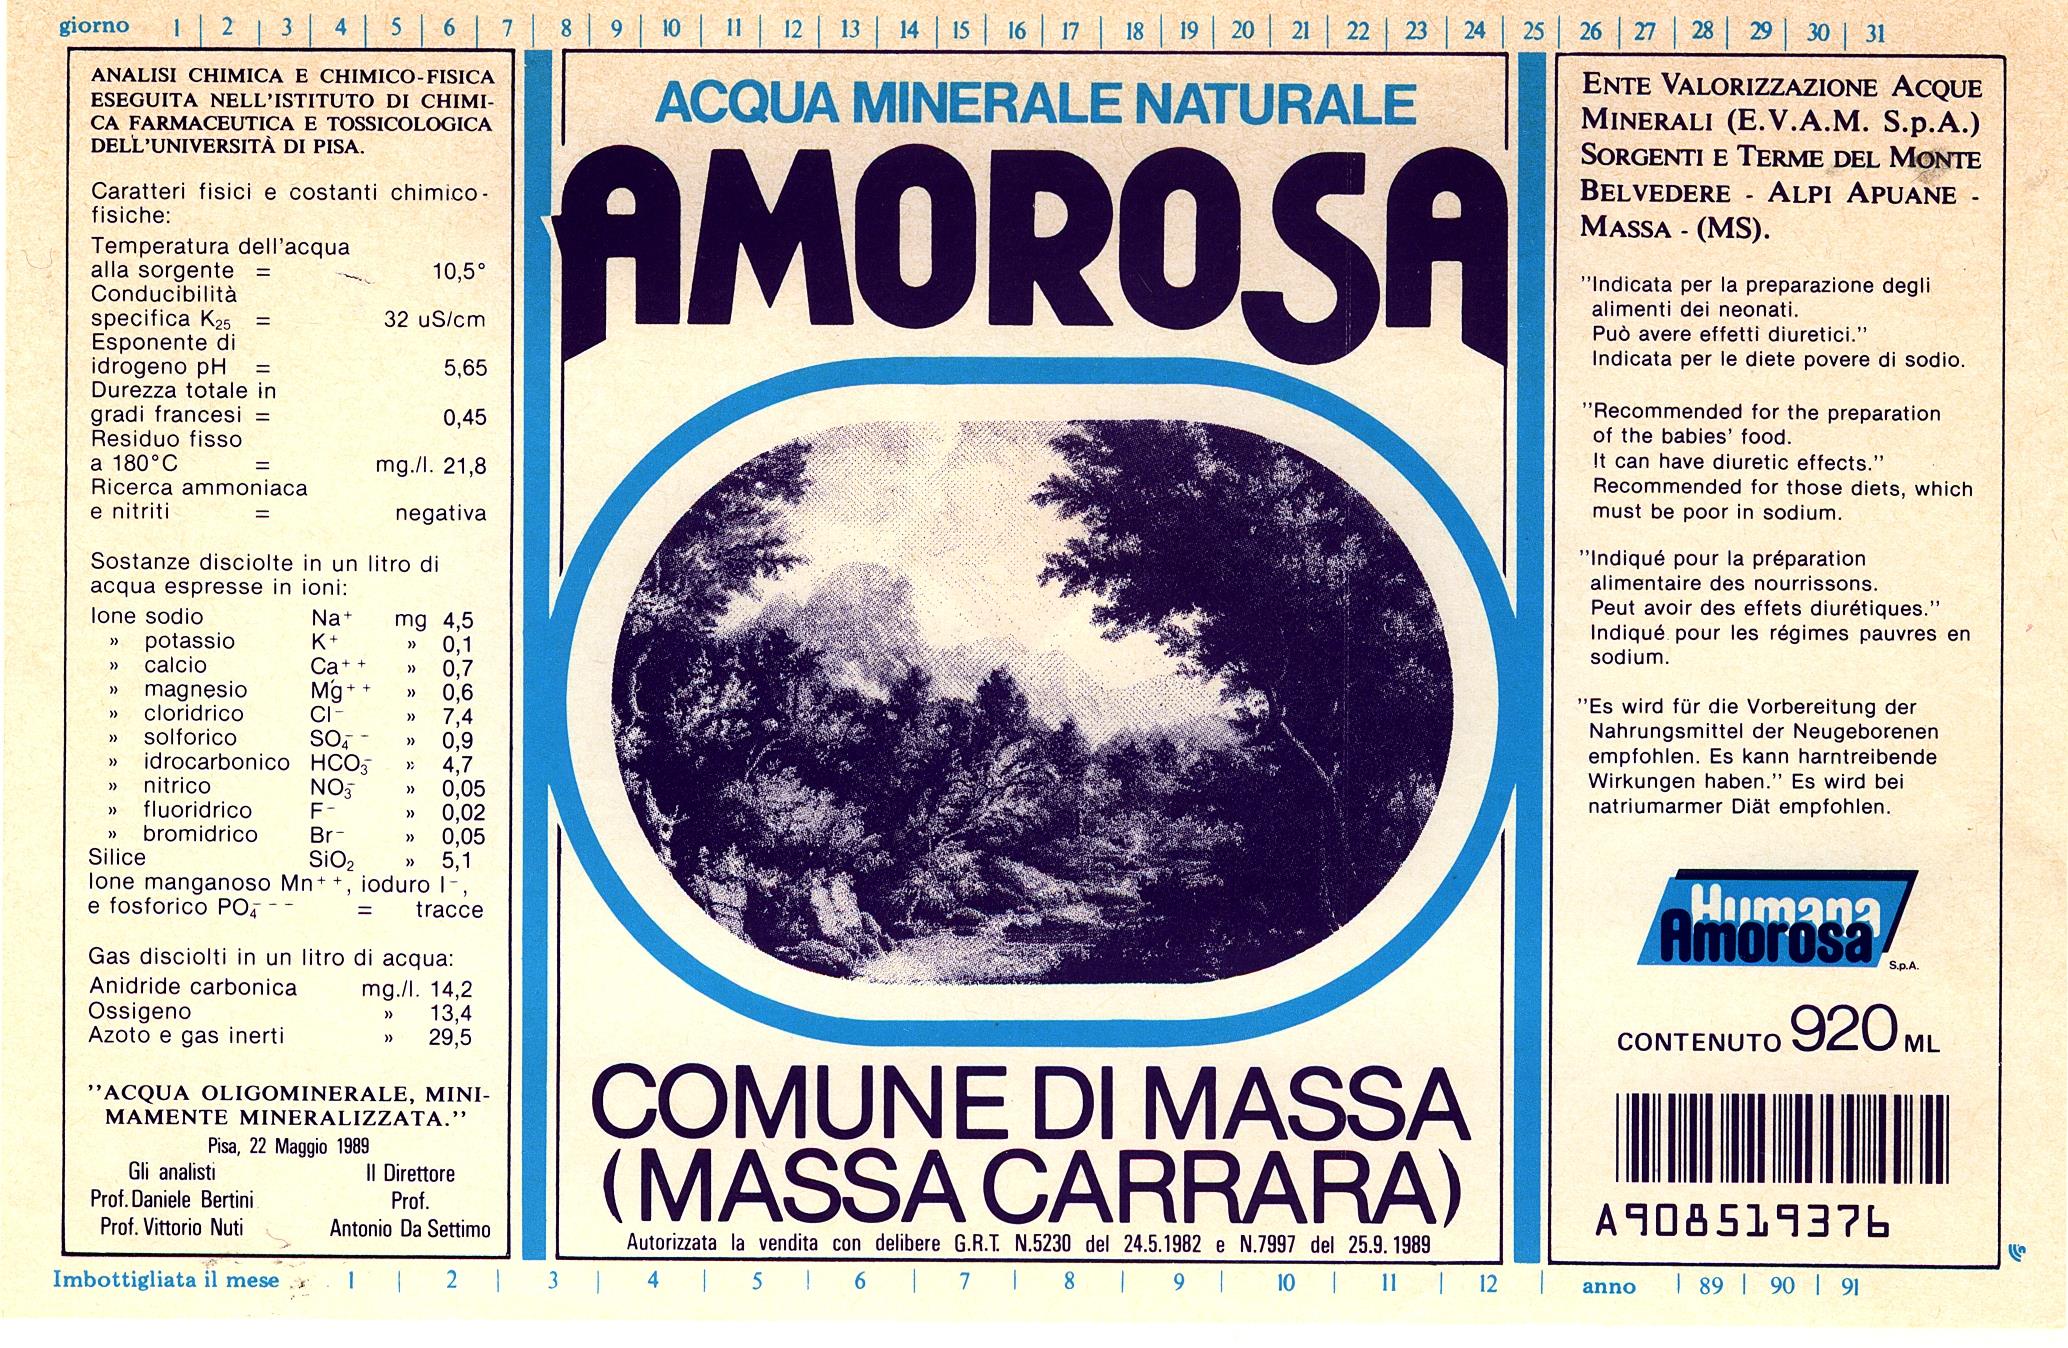 giorno 1 | 2 | 3 | 4 | 5 | 6 | 7 | 8 | 9 | 10 | 11 | 12 | 13 | 14 | 15 | 16 | 17 | 18 | 19 | 20 | 21 | 22 | 23 | 24 | 25 | 26 | 27 | 28 | 29 | 30 | 31
ANALISI CHIMICA E CHIMICO-FISICA
ESEGUITA NELL'ISTITUTO DI CHIMI-
CA FARMACEUTICA E TOSSICOLOGICA
DELL'UNIVERSITÀ DI PISA.
Caratteri fisici e costanti chimico-
fisiche:
Temperatura dell'acqua
alla sorgente = 10,5°
Conducibilità
specifica K25 = 32 uS/cm
Esponente di
idrogeno pH = 5,65
Durezza totale in
gradi francesi = 0,45
Residuo fisso
a 180°C = mg./l. 21,8
Ricerca ammoniaca
e nitriti = negativa
Sostanze disciolte in un litro di
acqua espresse in ioni:
Ione sodio Na+ mg 4,5
» potassio K+ » 0,1
» calcio Ca++ » 0,7
» magnesio Mg++ » 0,6
» cloridrico Cl- » 7,4
» solforico SO4-- » 0,9
» idrocarbonico HCO3- » 4,7
» nitrico NO3- » 0,05
» fluoridrico F- » 0,02
» bromidrico Br- » 0,05
Silice SiO2 » 5,1
Ione manganoso Mn++, ioduro I-,
e fosforico PO4--- = tracce
Gas disciolti in un litro di acqua:
Anidride carbonica mg./l. 14,2
Ossigeno » 13,4
Azoto e gas inerti » 29,5
"ACQUA OLIGOMINERALE, MINI-
MAMENTE MINERALIZZATA."
Pisa, 22 Maggio 1989
Gli analisti Il Direttore
Prof. Daniele Bertini Prof.
Prof. Vittorio Nuti Antonio Da Settimo
ACQUA MINERALE NATURALE
AMOROSA
COMUNE DI MASSA
(MASSA CARRARA)
Autorizzata la vendita con delibere G.R.T. N.5230 del 24.5.1982 e N.7997 del 25.9.1989
ENTE VALORIZZAZIONE ACQUE
MINERALI (E.V.A.M. S.p.A.)
SORGENTI E TERME DEL MONTE
BELVEDERE - ALPI APUANE -
MASSA - (MS).
"Indicata per la preparazione degli
alimenti dei neonati.
Può avere effetti diuretici."
Indicata per le diete povere di sodio.
"Recommended for the preparation
of the babies' food.
It can have diuretic effects."
Recommended for those diets, which
must be poor in sodium.
"Indiqué pour la préparation
alimentaire des nourrissons.
Peut avoir des effets diurétiques."
Indiqué pour les régimes pauvres en
sodium.
"Es wird für die Vorbereitung der
Nahrungsmittel der Neugeborenen
empfohlen. Es kann harntreibende
Wirkungen haben." Es wird bei
natriumarmer Diät empfohlen.
Humana
Amorosa
S.p.A.
CONTENUTO 920 ML
A908519376
Imbottigliata il mese 1 | 2 | 3 | 4 | 5 | 6 | 7 | 8 | 9 | 10 | 11 | 12 | anno | 89 | 90 | 91